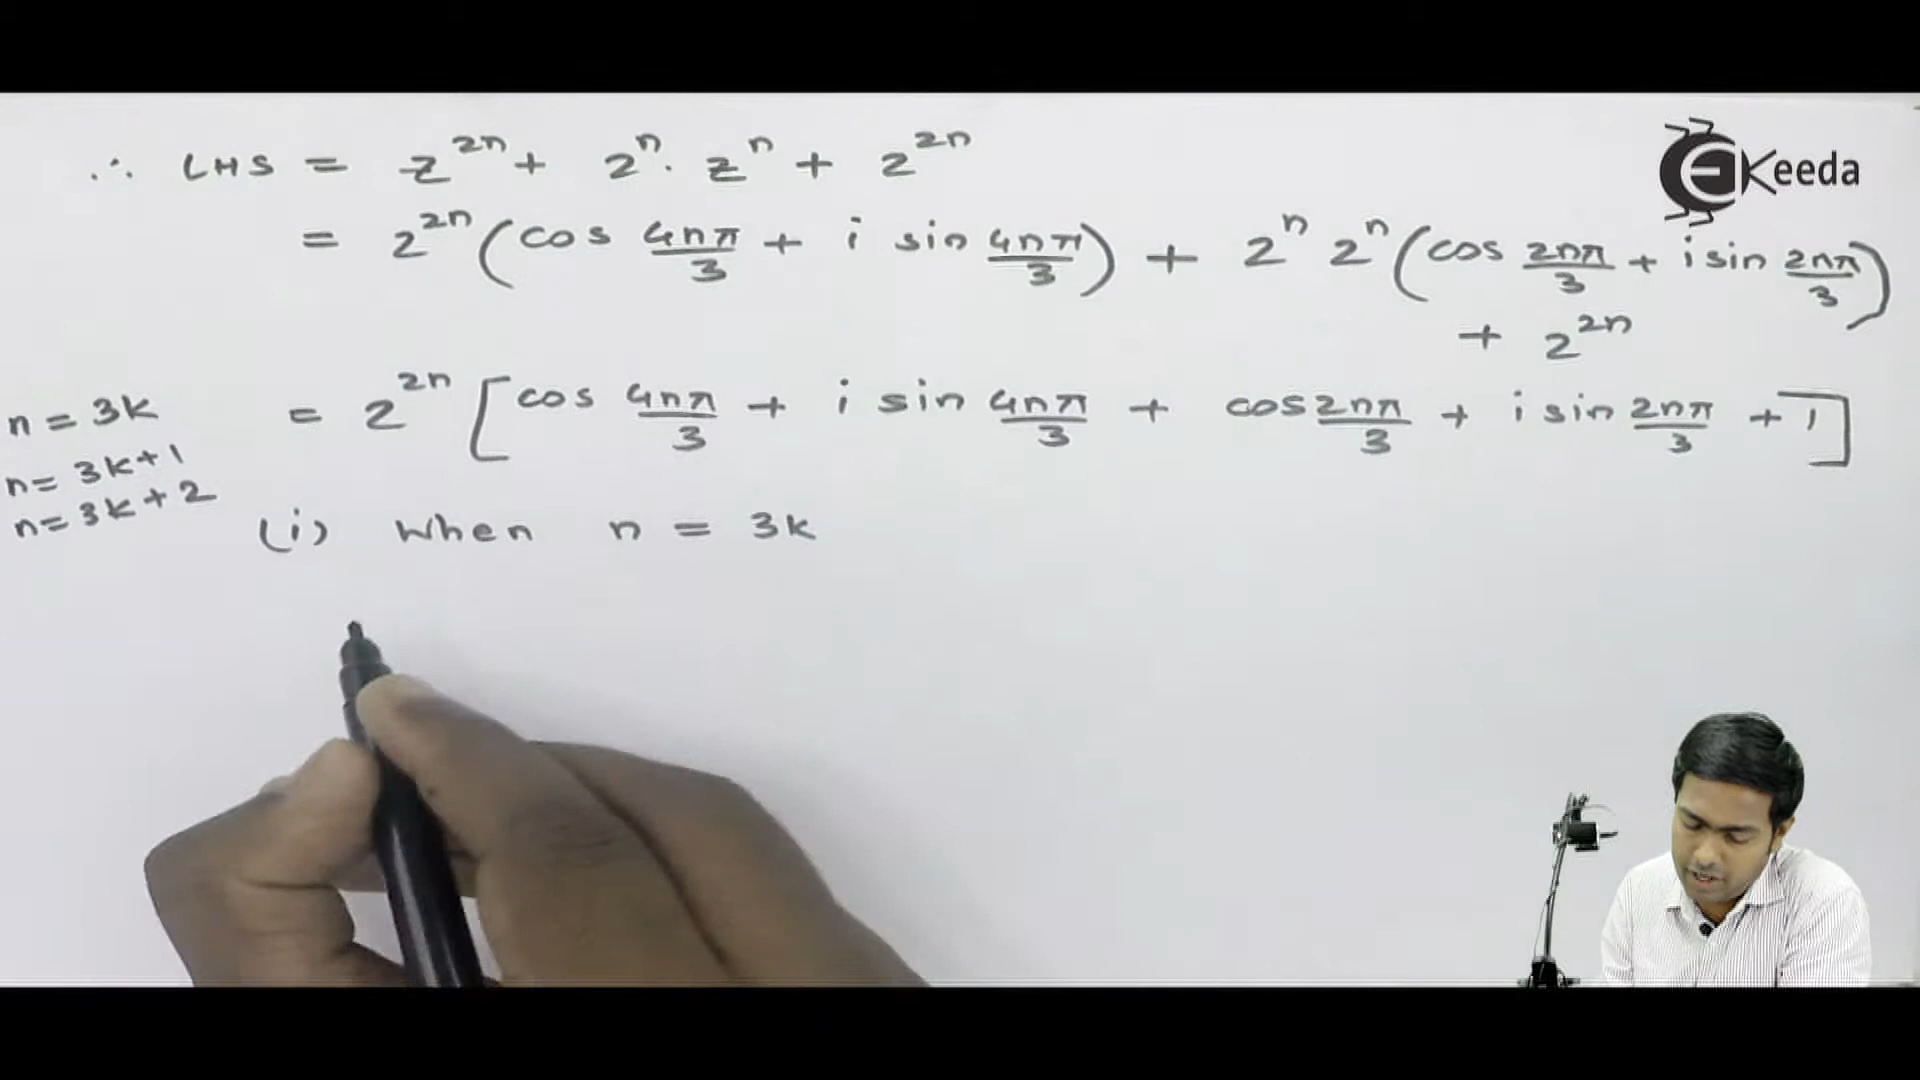 ∴ LHS = z^2n + 2^n . z^n + 2^2n
Keeda
= 2^2n (cos 4nπ/3 + i sin 4nπ/3) + 2^n 2^n (cos 2nπ/3 + i sin 2nπ/3)
+ 2^2n
n = 3k
= 2^2n [cos 4nπ/3 + i sin 4nπ/3 + cos 2nπ/3 + i sin 2nπ/3 + 1]
n = 3k+1
n = 3k+2
(i) When n = 3k